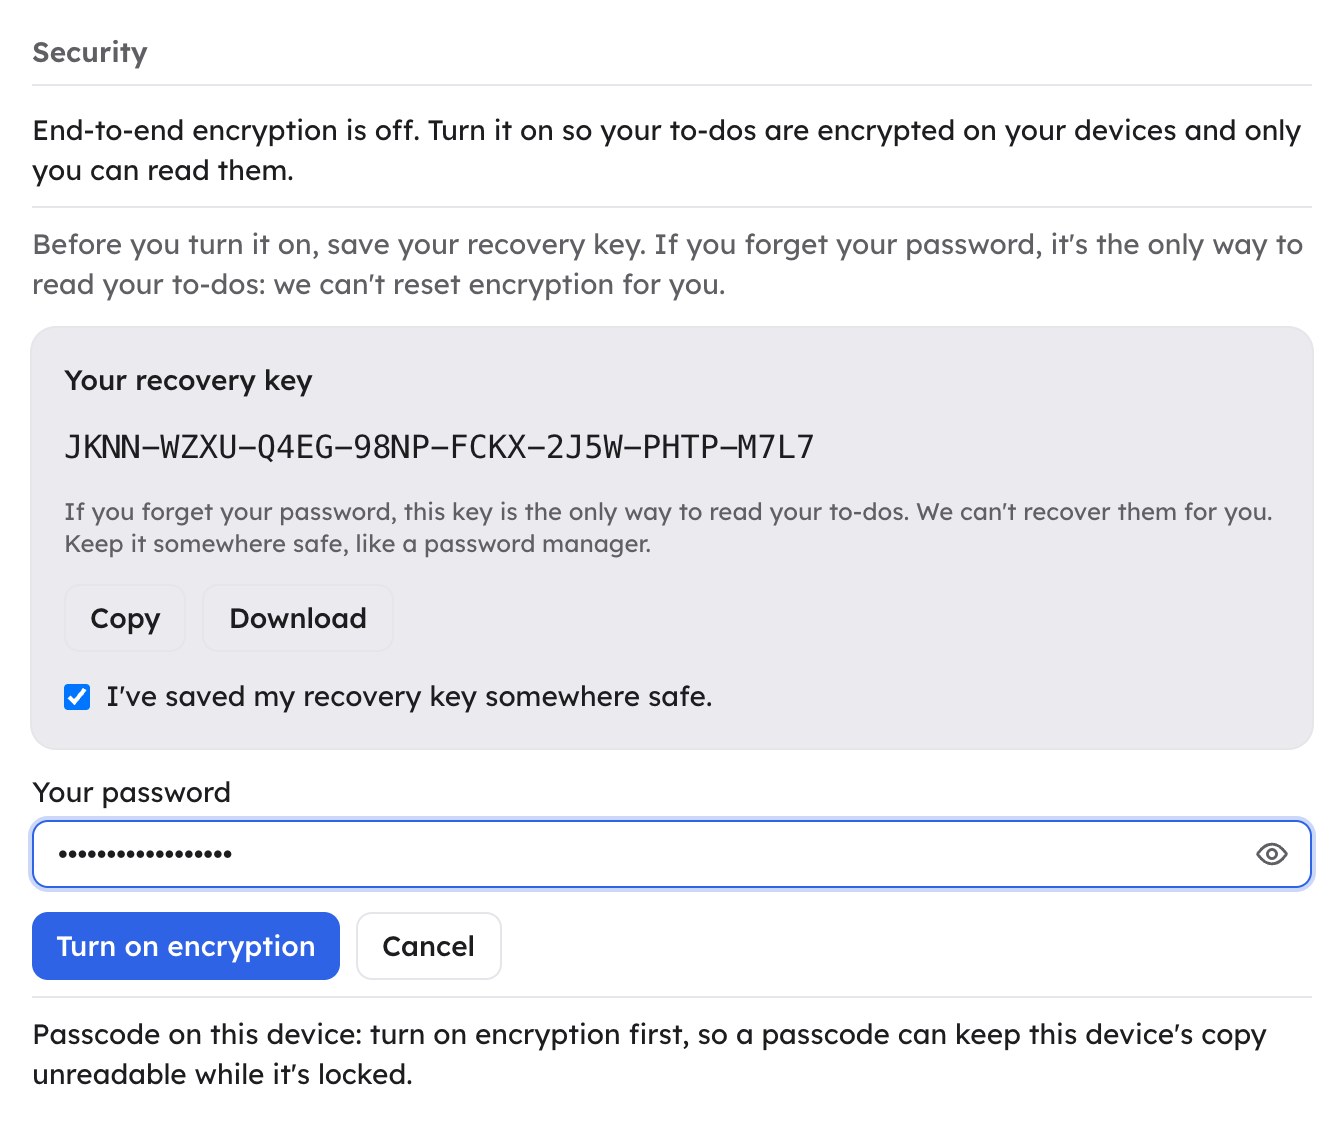 Security
End-to-end encryption is off. Turn it on so your to-dos are encrypted on your devices and only
you can read them.
Before you turn it on, save your recovery key. If you forget your password, it's the only way to
read your to-dos: we can't reset encryption for you.
Your recovery key
JKNN–WZXU–Q4EG–98NP–FCKX–2J5W–PHTP–M7L7
If you forget your password, this key is the only way to read your to-dos. We can't recover them for you.
Keep it somewhere safe, like a password manager.
Copy Download
I've saved my recovery key somewhere safe.
Your password
••••••••••••••••••
Turn on encryption Cancel
Passcode on this device: turn on encryption first, so a passcode can keep this device's copy
unreadable while it's locked.